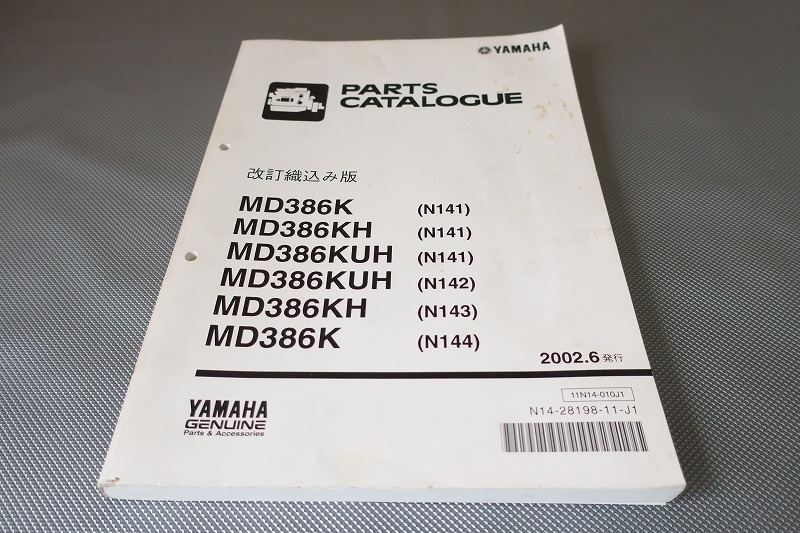 YAMAHA
PARTS
CATALOGUE
改訂織込み版
MD386K (N141)
MD386KH (N141)
MD386KUH (N141)
MD386KUH (N142)
MD386KH (N143)
MD386K (N144)
2002.6 発行
11N14-010J1
N14-28198-11-J1
YAMAHA
GENUINE
Parts & Accessories